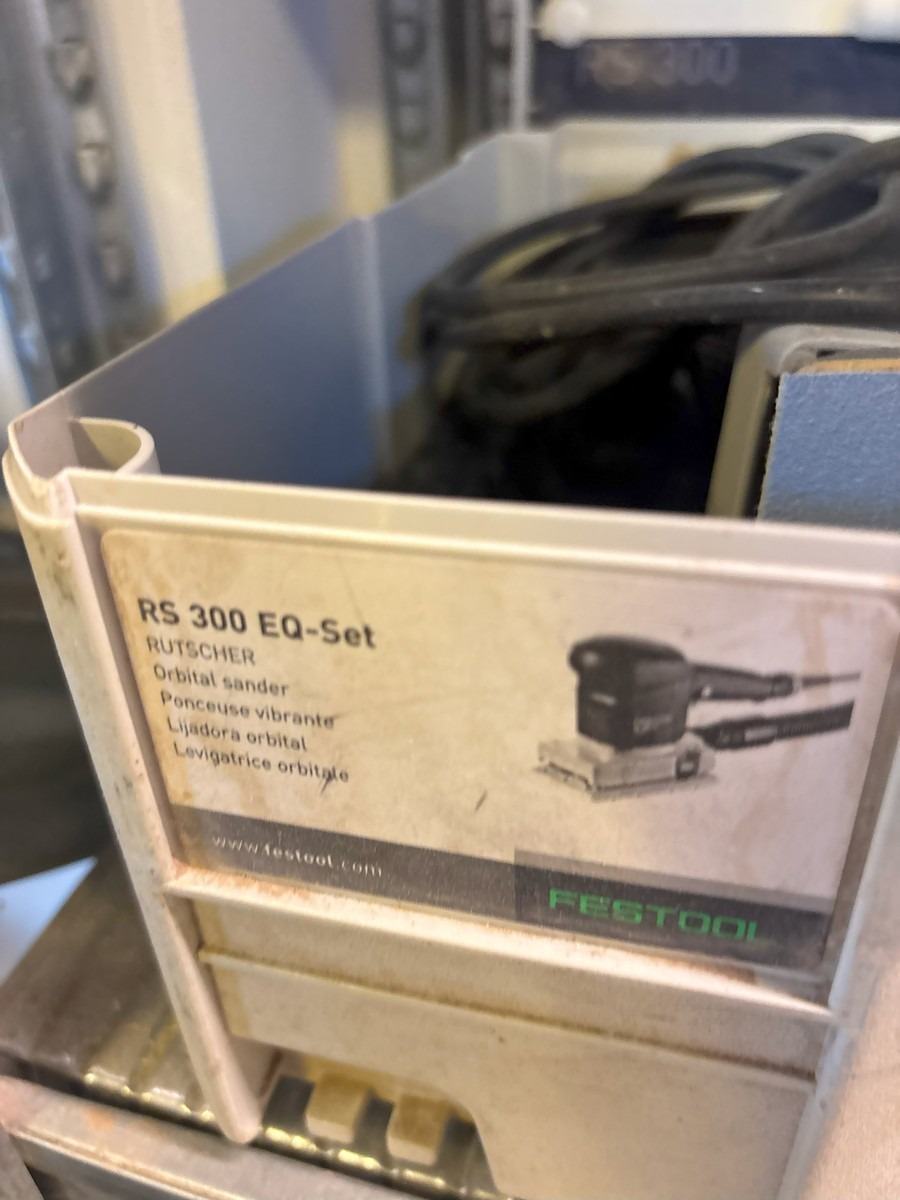 RS 300
RS 300 EQ-Set
RUTSCHER
Orbital sander
Ponceuse vibrante
Lijadora orbital
Levigatrice orbitale
www.festool.com
FESTOOL